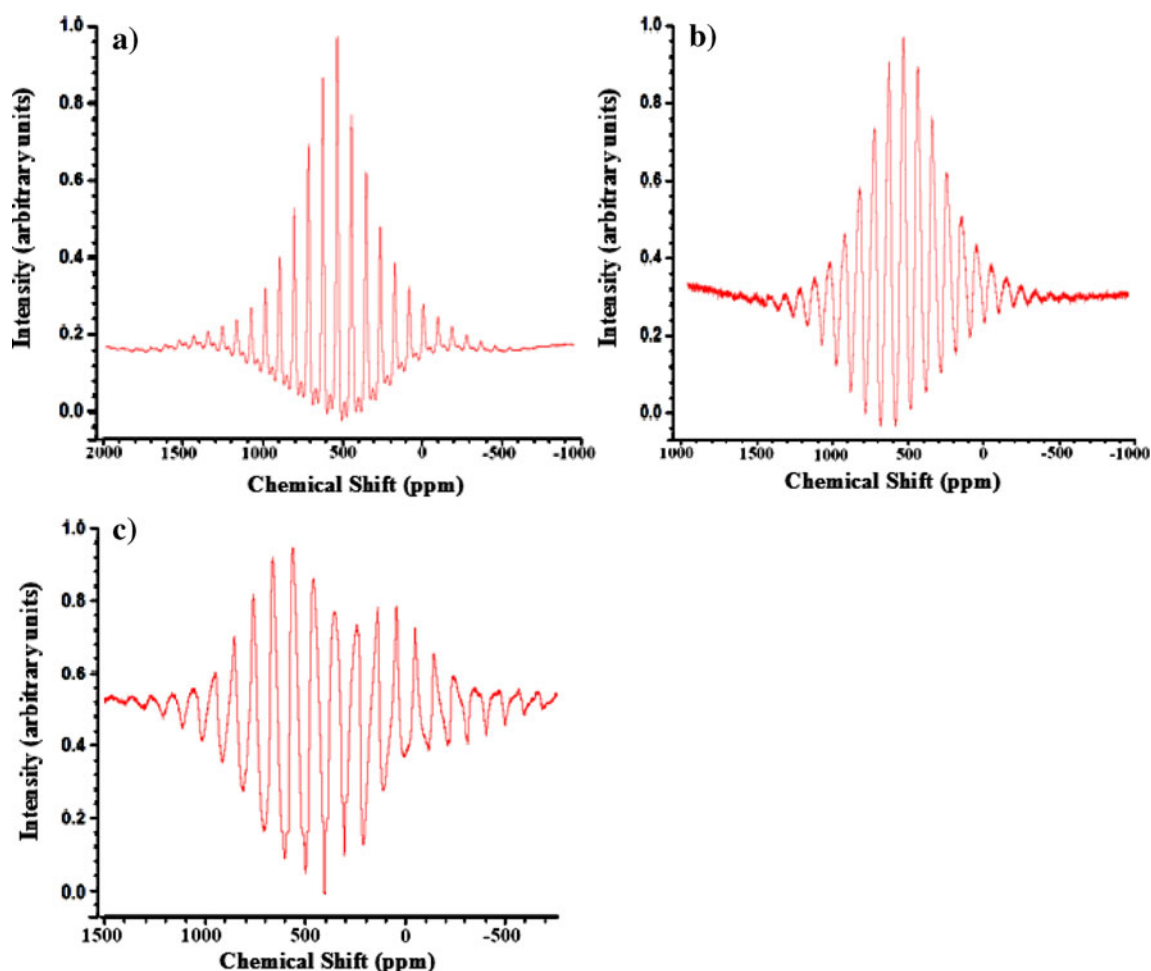 a)
Intensity (arbitrary units)
1.0
0.8
0.6
0.4
0.2
0.0
2000 1500 1000 500 0 -500 -1000
Chemical Shift (ppm)
b)
Intensity (arbitrary units)
1.0
0.8
0.6
0.4
0.2
0.0
1000 1500 1000 500 0 -500 -1000
Chemical Shift (ppm)
c)
Intensity (arbitrary units)
1.0
0.8
0.6
0.4
0.2
0.0
1500 1000 500 0 -500
Chemical Shift (ppm)